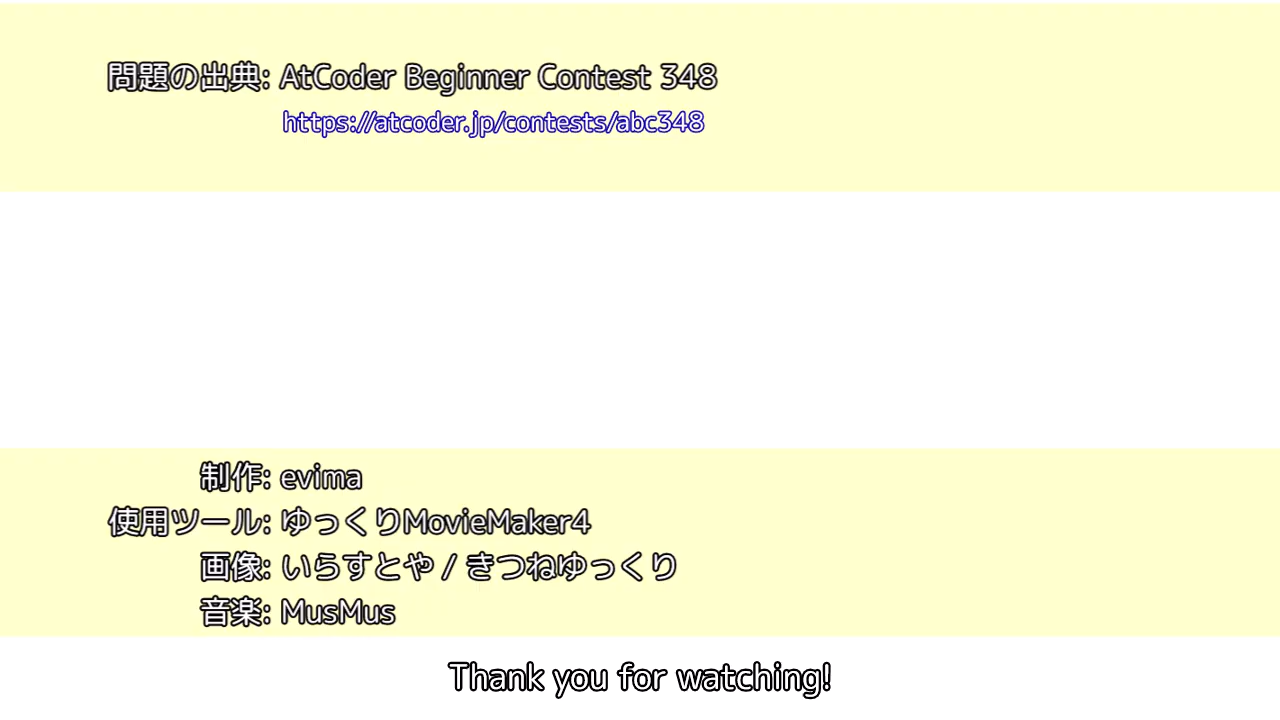 問題の出典: AtCoder Beginner Contest 348
https://atcoder.jp/contests/abc348
制作: evima
使用ツール: ゆっくりMovieMaker4
画像: いらすとや / きつねゆっくり
音楽: MusMus
Thank you for watching!